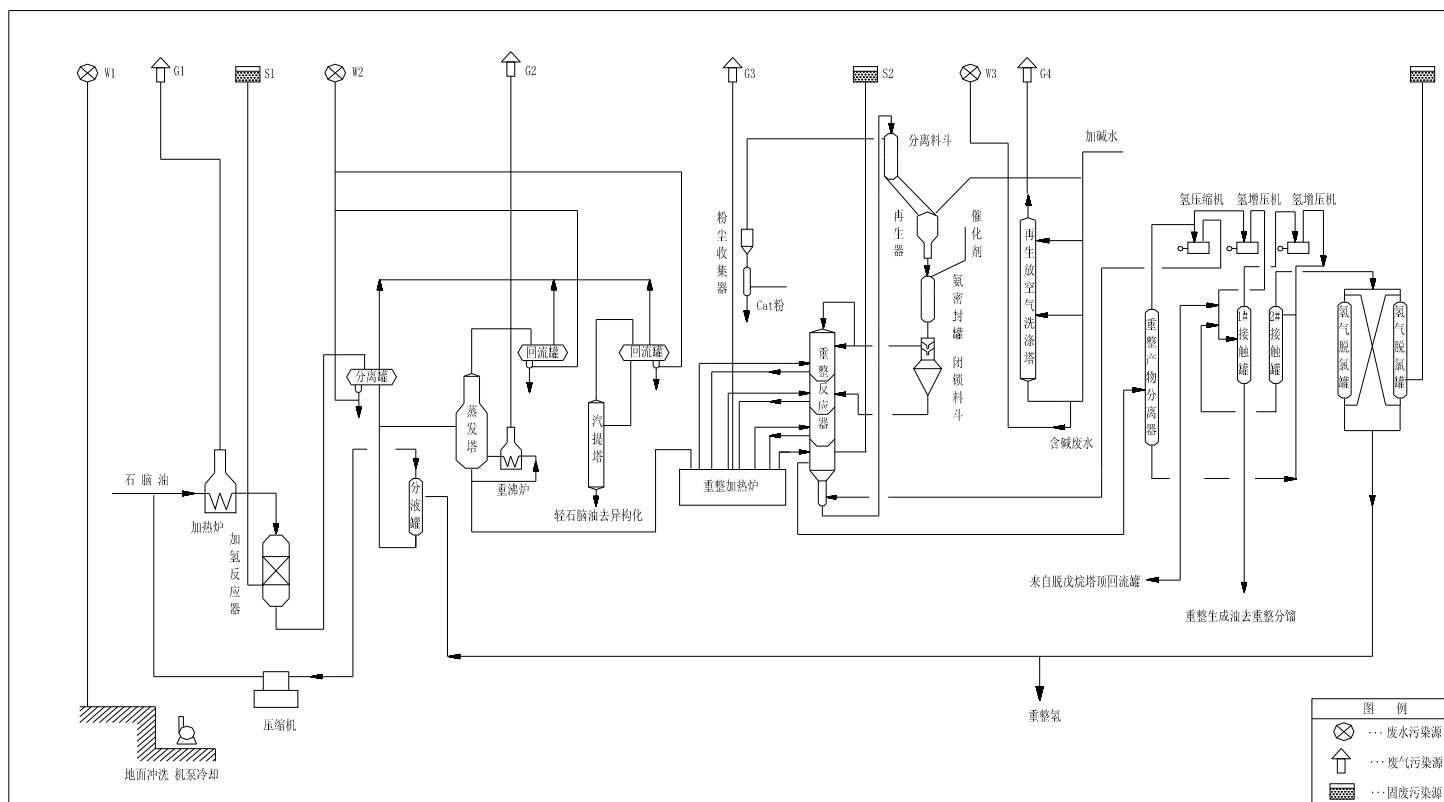 W1
G1
S1
W2
G2
G3
S2
W3
G4
分离料斗
加碱水
粉尘收集器
再生器
催化剂
再生放空气洗涤塔
氢压缩机
氢增压机
氢增压机
Cat粉
氨密封罐
闭锁料斗
重整产物分离器
1#接触罐
2#接触罐
氢气脱氯罐
氢气脱氯罐
回流罐
回流罐
分离罐
蒸发塔
汽提塔
重整反应器
含碱废水
石脑油
加热炉
分液罐
重沸炉
重整加热炉
轻石脑油去异构化
加氢反应器
来自脱戊烷塔顶回流罐
重整生成油去重整分馏
压缩机
重整氢
地面冲洗 机泵冷却
图 例
···废水污染源
···废气污染源
···固废污染源